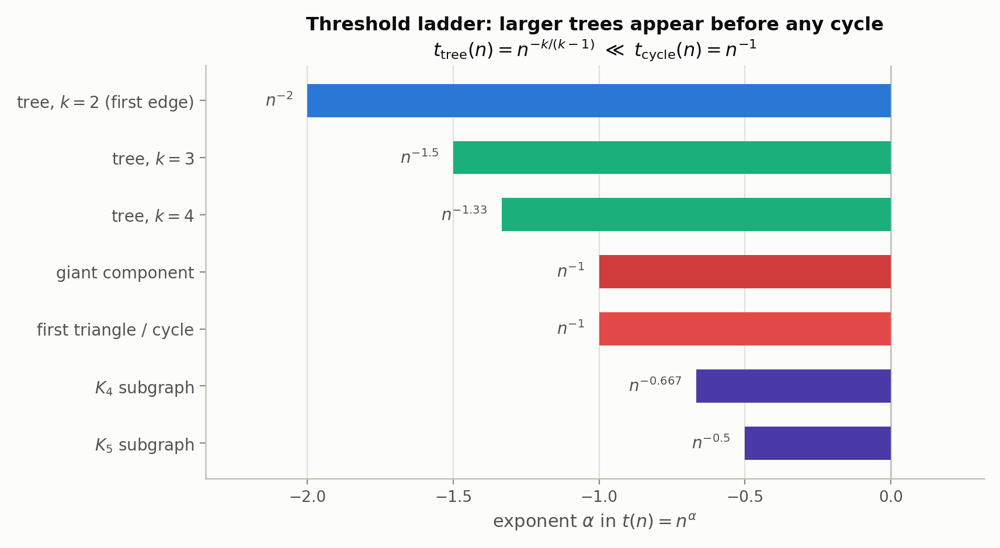 Threshold ladder: larger trees appear before any cycle
t_tree(n) = n^{−k/(k−1)} ≪ t_cycle(n) = n^{−1}
tree, k = 2 (first edge)
n^{−2}
tree, k = 3
n^{−1.5}
tree, k = 4
n^{−1.33}
giant component
n^{−1}
first triangle / cycle
n^{−1}
K_4 subgraph
n^{−0.667}
K_5 subgraph
n^{−0.5}
−2.0 −1.5 −1.0 −0.5 0.0
exponent α in t(n) = n^α